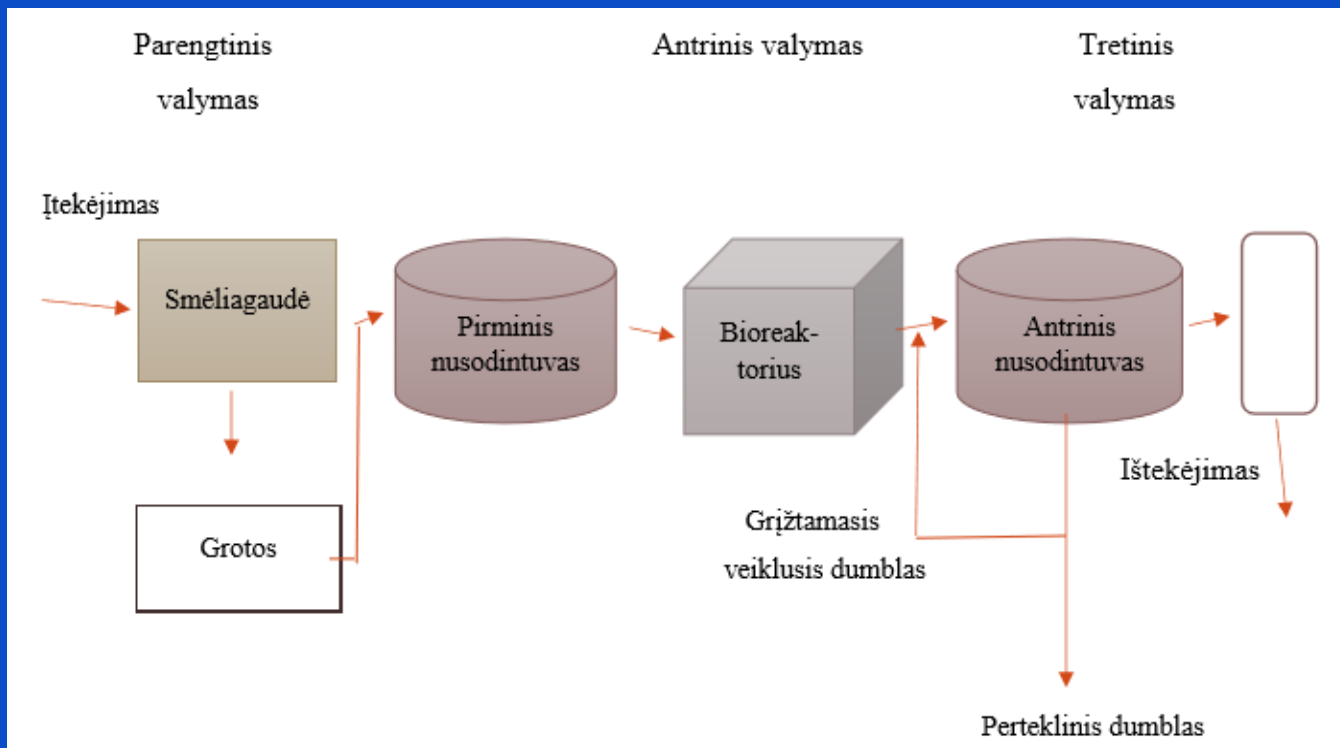 Parengtinis
valymas
Antrinis valymas
Tretinis
valymas
Įtekėjimas
Smėliagaudė
Pirminis
nusodintuvas
Bioreak-
torius
Antrinis
nusodintuvas
Ištekėjimas
Grotos
Grįžtamasis
veiklusis dumblas
Perteklinis dumblas